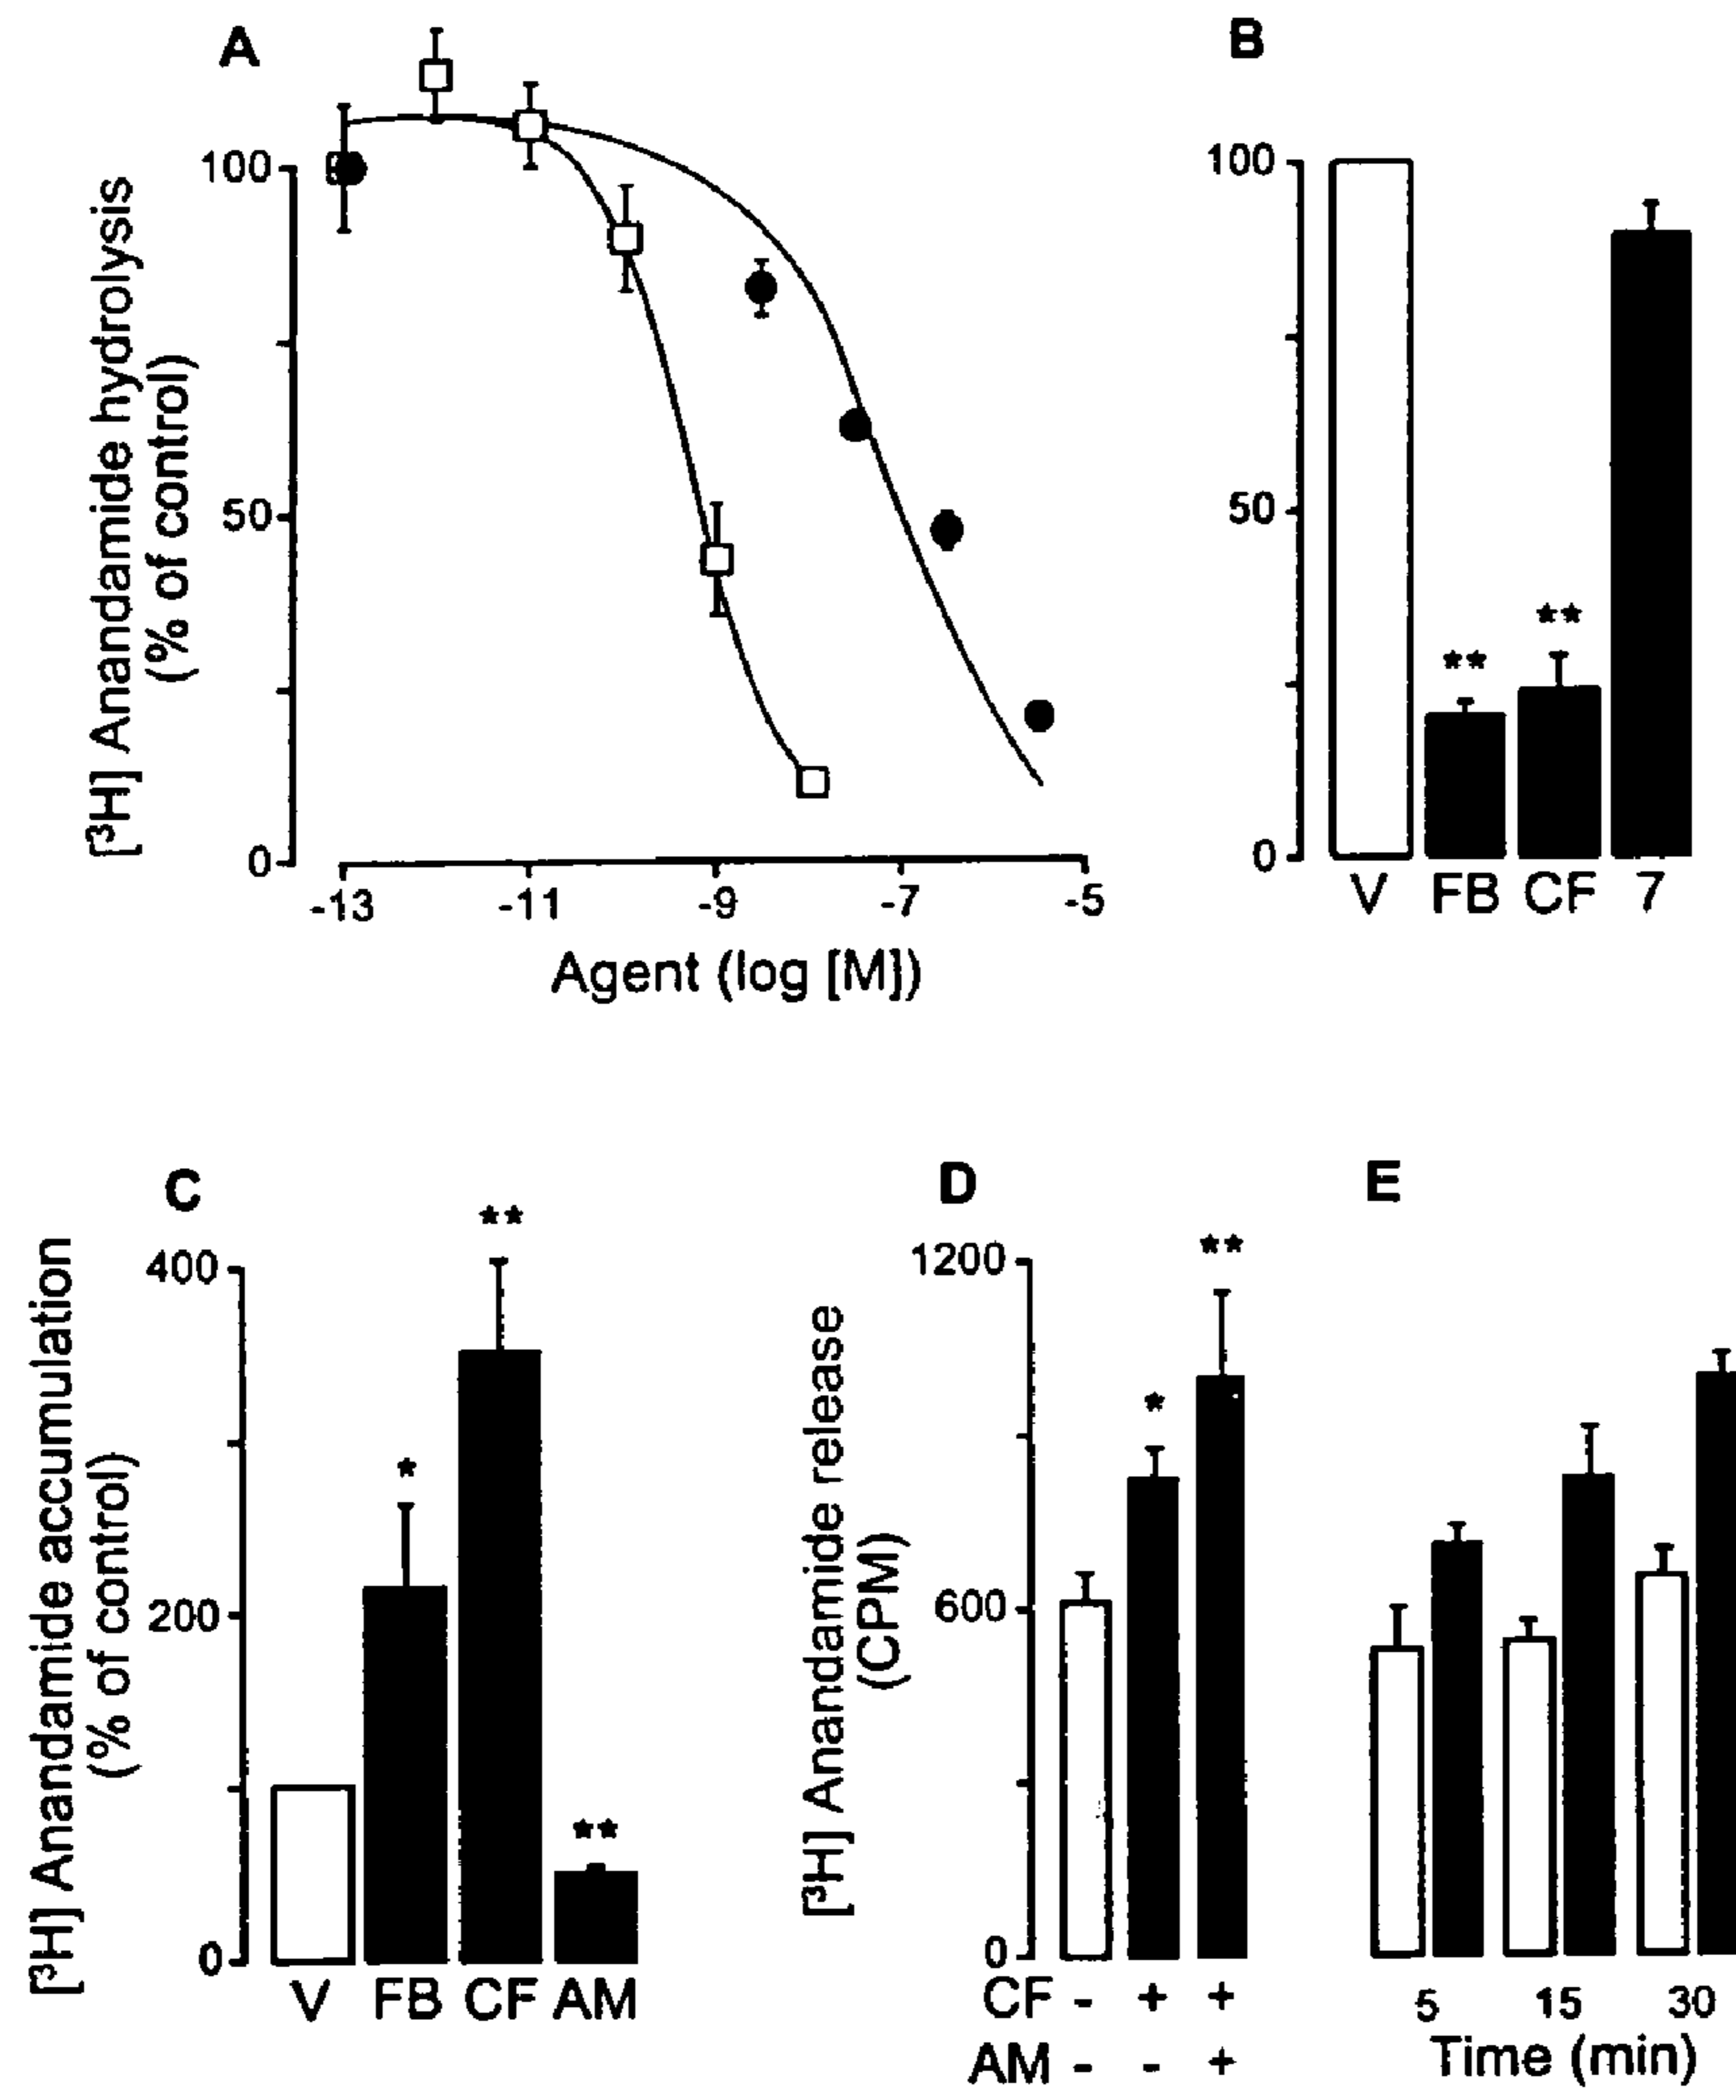 A
[³H] Anandamide hydrolysis
(% of control)
100
50
0
-13
-11
-9
-7
-5
Agent (log [M])
B
100
50
0
**
**
V FB CF 7
C
[³H] Anandamide accumulation
(% of control)
400
200
0
*
**
**
V FB CF AM
D
[³H] Anandamide release
(CPM)
1200
600
0
*
**
CF - + +
AM - - +
E
5 15 30
Time (min)